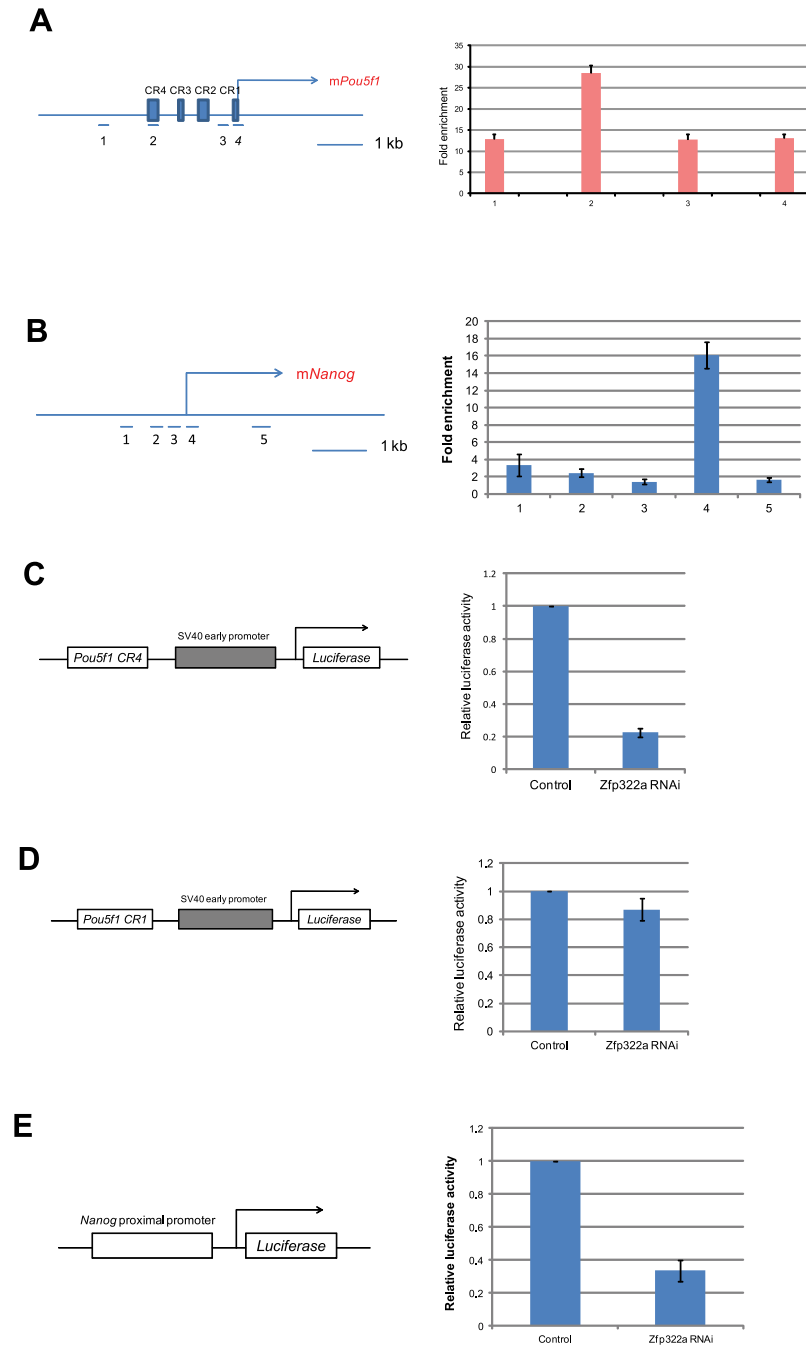 A
CR4 CR3 CR2 CR1
mPou5f1
1 2 3 4
1 kb
Fold enrichment
35
30
25
20
15
10
5
0
1 2 3 4
B
mNanog
1 2 3 4 5
1 kb
Fold enrichment
20
18
16
14
12
10
8
6
4
2
0
1 2 3 4 5
C
SV40 early promoter
Pou5f1 CR4
Luciferase
Relative luciferase activity
1.2
1
0.8
0.6
0.4
0.2
0
Control Zfp322a RNAi
D
SV40 early promoter
Pou5f1 CR1
Luciferase
Relative luciferase activity
1.2
1
0.8
0.6
0.4
0.2
0
Control Zfp322a RNAi
E
Nanog proximal promoter
Luciferase
Relative luciferase activity
1.2
1
0.8
0.6
0.4
0.2
0
Control Zfp322a RNAi